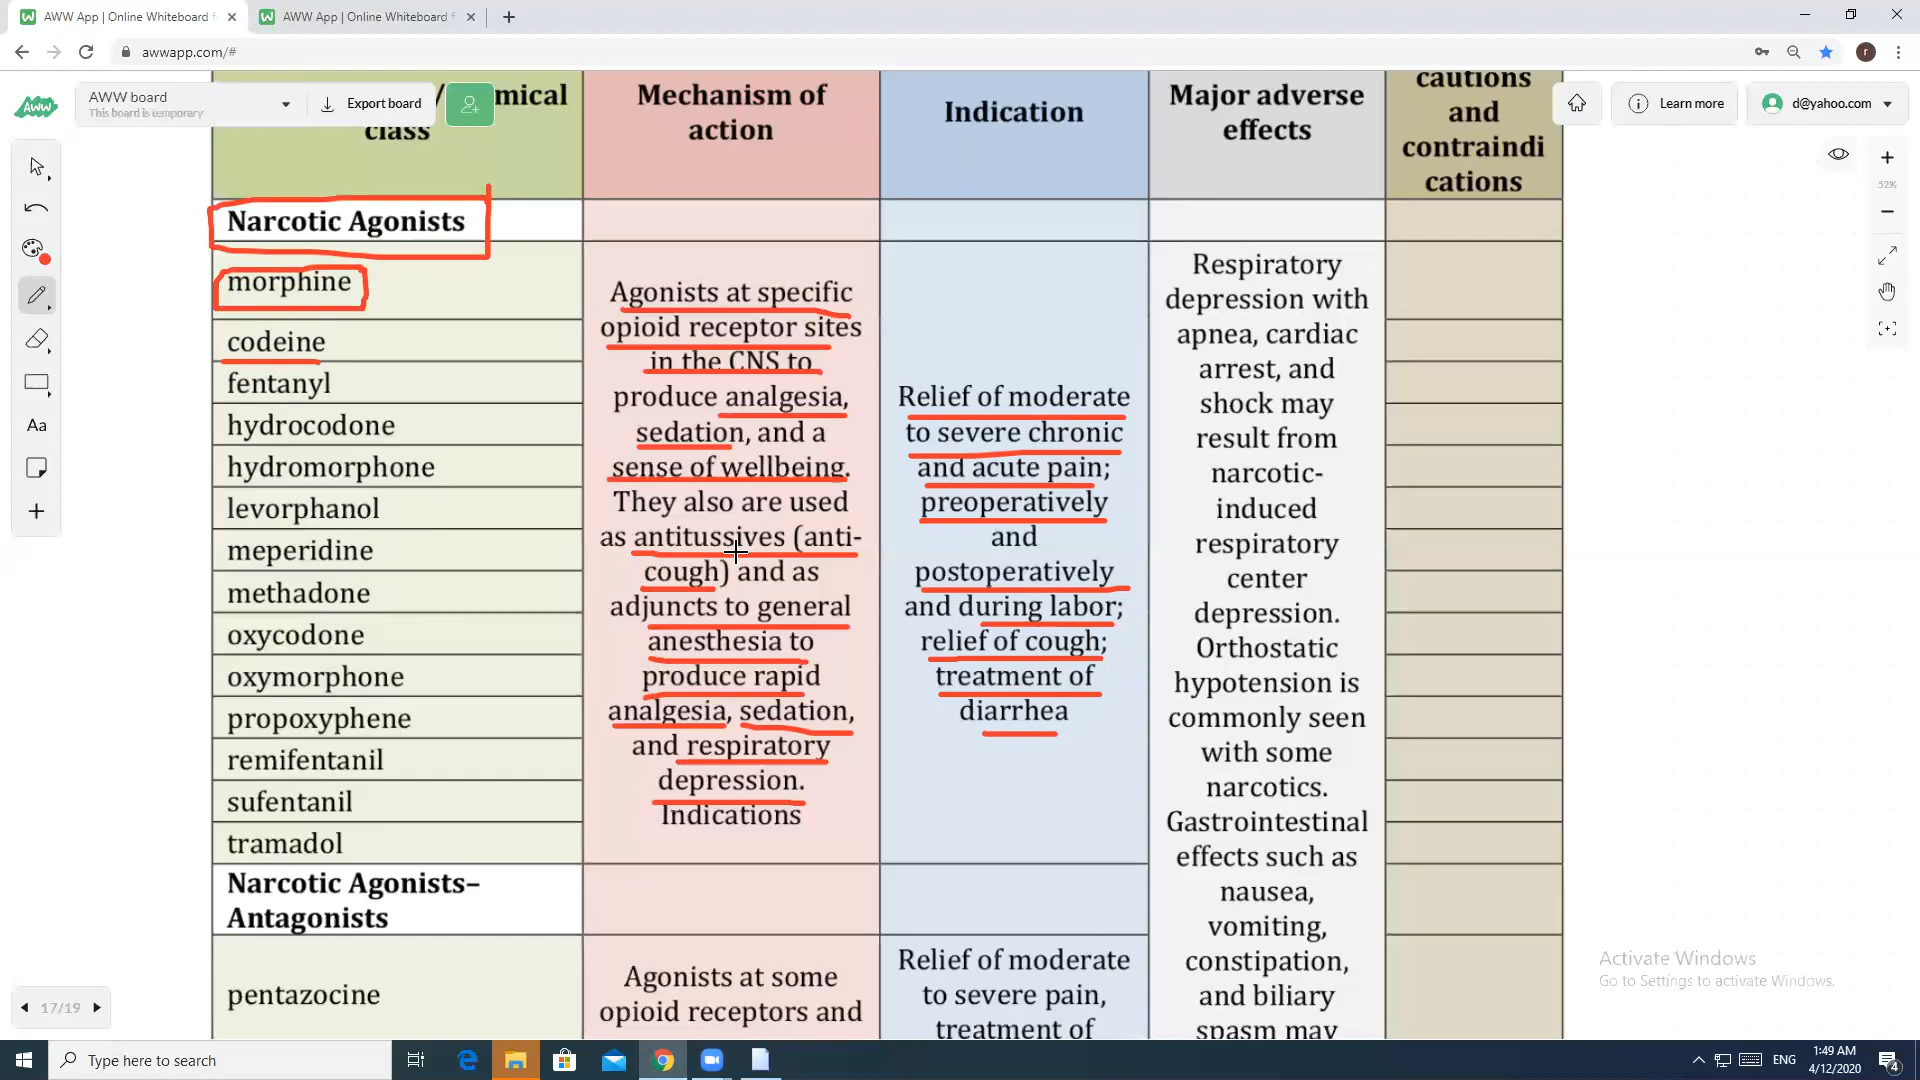 AWW App | Online Whiteboard f
AWW App | Online Whiteboard f
awwapp.com/#
r
AWW
AWW board
This board is temporary
Export board
Learn more
d@yahoo.com
/
mical
class
Mechanism of
action
Indication
Major adverse
effects
cautions
and
contraindi
cations
Narcotic Agonists
morphine
codeine
fentanyl
hydrocodone
hydromorphone
levorphanol
meperidine
methadone
oxycodone
oxymorphone
propoxyphene
remifentanil
sufentanil
tramadol
Agonists at specific
opioid receptor sites
in the CNS to
produce analgesia,
sedation, and a
sense of wellbeing.
They also are used
as antitussives (anti-
cough) and as
adjuncts to general
anesthesia to
produce rapid
analgesia, sedation,
and respiratory
depression.
Indications
Relief of moderate
to severe chronic
and acute pain;
preoperatively
and
postoperatively
and during labor;
relief of cough;
treatment of
diarrhea
Respiratory
depression with
apnea, cardiac
arrest, and
shock may
result from
narcotic-
induced
respiratory
center
depression.
Orthostatic
hypotension is
commonly seen
with some
narcotics.
Gastrointestinal
effects such as
nausea,
vomiting,
constipation,
and biliary
spasm may
Narcotic Agonists–
Antagonists
pentazocine
Agonists at some
opioid receptors and
Relief of moderate
to severe pain,
treatment of
Aa
52%
17/19
Activate Windows
Go to Settings to activate Windows.
Type here to search
ENG
1:49 AM
4/12/2020
4